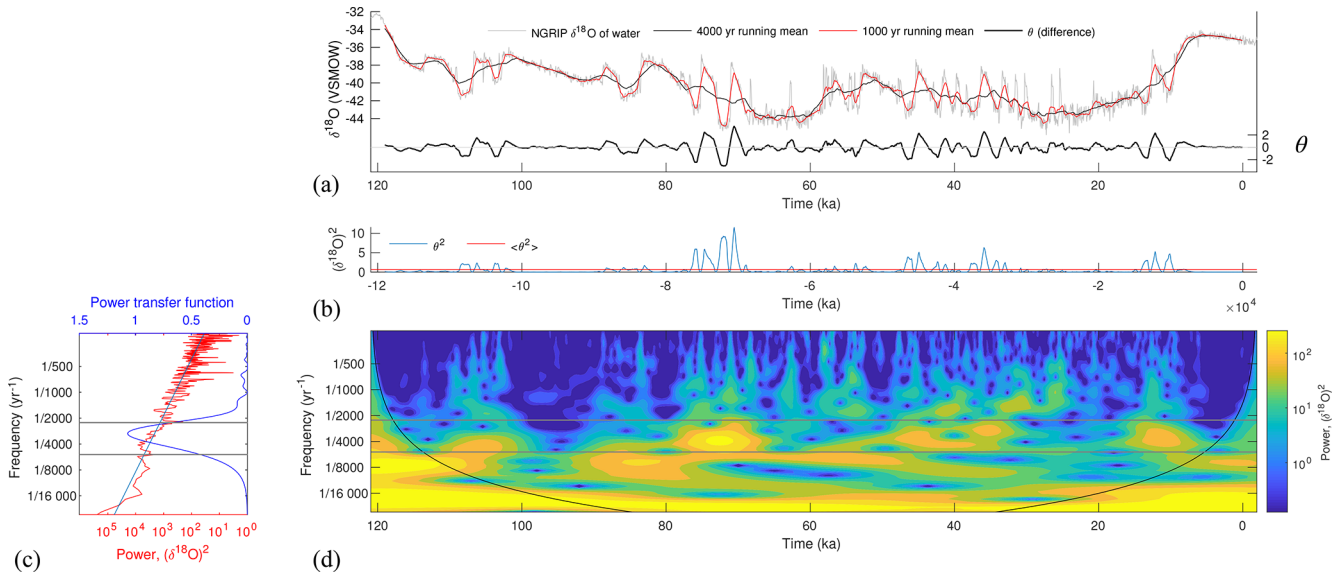 NGRIP δ¹⁸O of water 4000 yr running mean 1000 yr running mean θ (difference)
-32
-34
-36
-38
-40
-42
-44
δ¹⁸O (VSMOW)
2
0
-2
θ
120 100 80 60 40 20 0
Time (ka)
(a)
θ² <θ²>
10
5
0
(δ¹⁸O)²
-12 -10 -8 -6 -4 -2 0
Time (ka)
×10⁴
(b)
Power transfer function
1.5 1 0.5 0
1/500
1/1000
1/2000
1/4000
1/8000
1/16 000
Frequency (yr⁻¹)
10⁵ 10⁴ 10³ 10² 10¹ 10⁰
Power, (δ¹⁸O)²
(c)
1/500
1/1000
1/2000
1/4000
1/8000
1/16 000
Frequency (yr⁻¹)
120 100 80 60 40 20 0
Time (ka)
10²
10¹
10⁰
Power, (δ¹⁸O)²
(d)